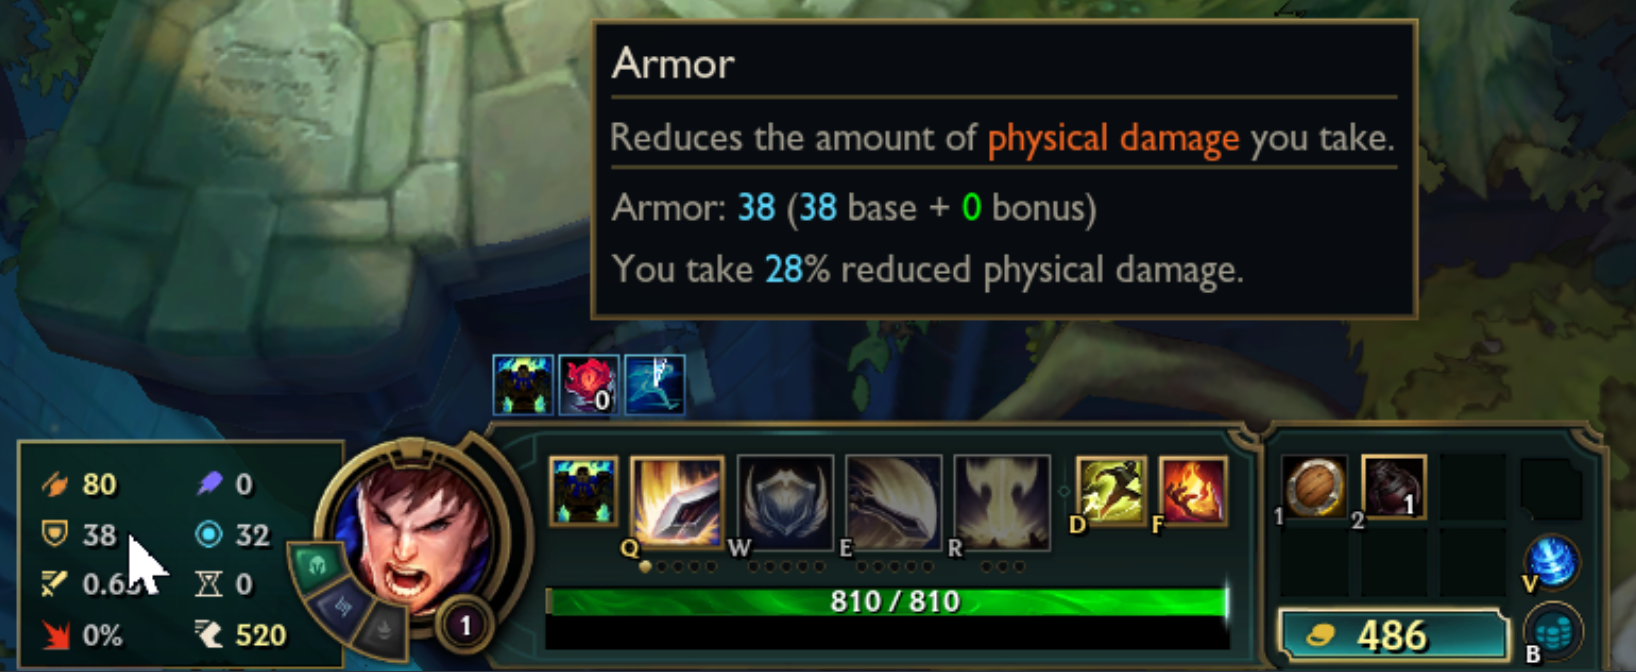 Armor
Reduces the amount of physical damage you take.
Armor: 38 (38 base + 0 bonus)
You take 28% reduced physical damage.
0
80 0
38 32
0
0% 520
1
Q W E R D F
810 / 810
1 2 1
V
486
B